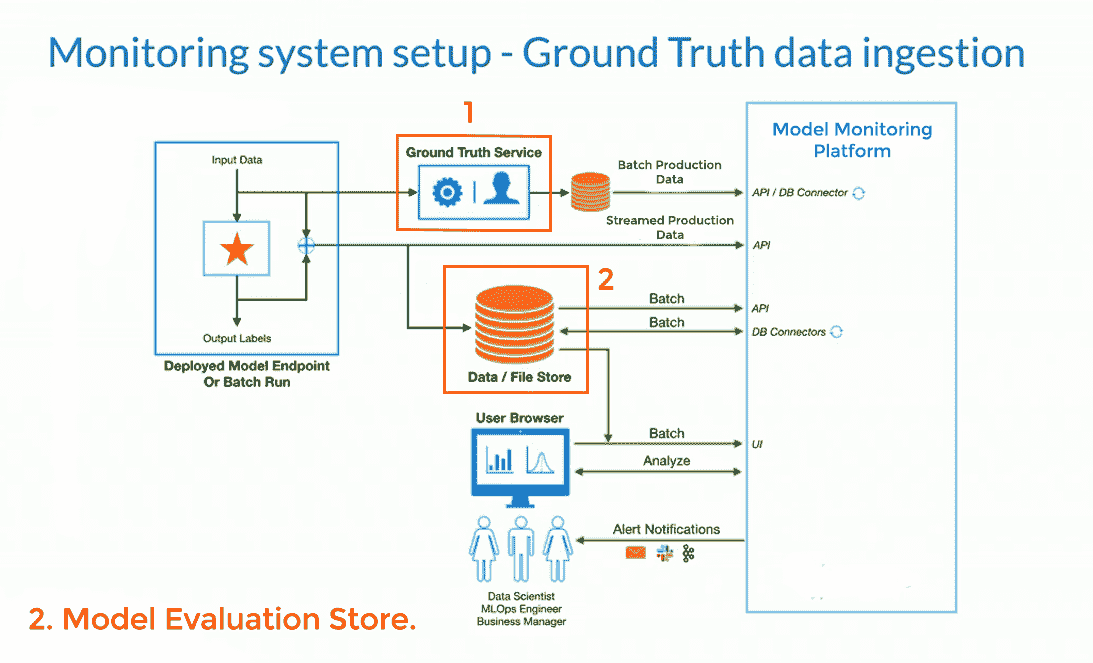 Monitoring system setup - Ground Truth data ingestion
1
Model Monitoring
Platform
Input Data
Output Labels
Deployed Model Endpoint
Or Batch Run
Ground Truth Service
Batch Production
Data
API / DB Connector
Streamed Production
Data
API
2
Data / File Store
Batch
API
Batch
DB Connectors
User Browser
Batch
UI
Analyze
Alert Notifications
Data Scientist
MLOps Engineer
Business Manager
2. Model Evaluation Store.